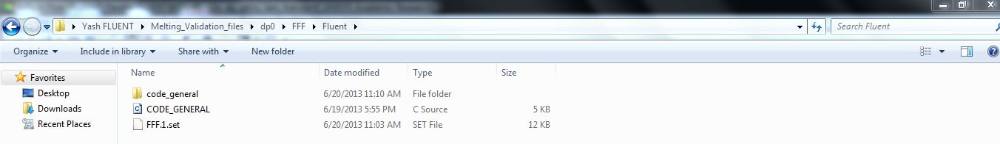 Yash FLUENT Melting_Validation_files dp0 FFF Fluent Search Fluent
Organize Include in library Share with New folder
Favorites
Desktop
Downloads
Recent Places
Name Date modified Type Size
code_general 6/20/2013 11:10 AM File folder
CODE_GENERAL 6/19/2013 5:55 PM C Source 5 KB
FFF.1.set 6/20/2013 11:03 AM SET File 12 KB